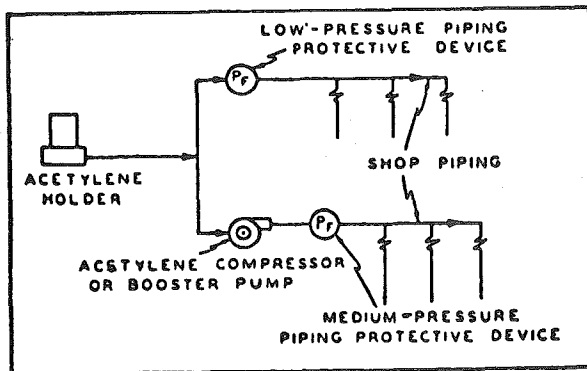 LOW-PRESSURE PIPING
PROTECTIVE DEVICE
PF
SHOP PIPING
ACETYLENE
HOLDER
PF
ACETYLENE COMPRESSOR
OR BOOSTER PUMP
MEDIUM-PRESSURE
PIPING PROTECTIVE DEVICE